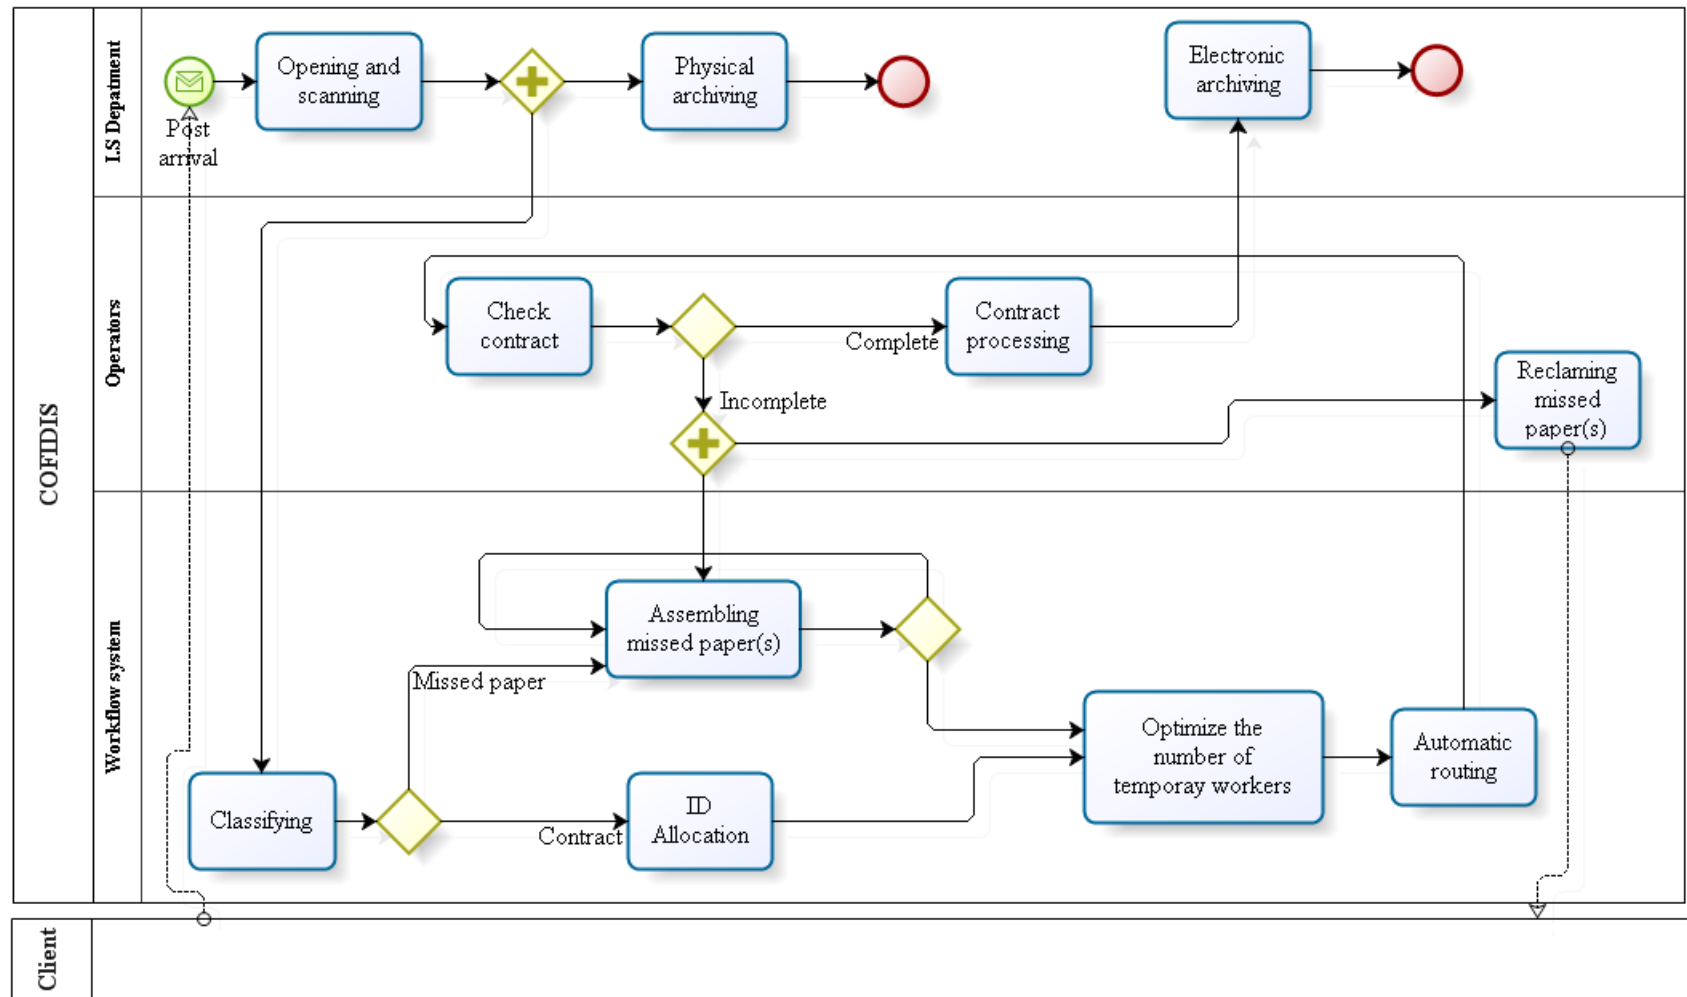 COFIDIS
I.S Depatment
Post
arrival
Opening and
scanning
Physical
archiving
Electronic
archiving
Operators
Check
contract
Complete
Contract
processing
Incomplete
Reclaming
missed
paper(s)
Workflow system
Assembling
missed paper(s)
Missed paper
Classifying
Contract
ID
Allocation
Optimize the
number of
temporay workers
Automatic
routing
Client